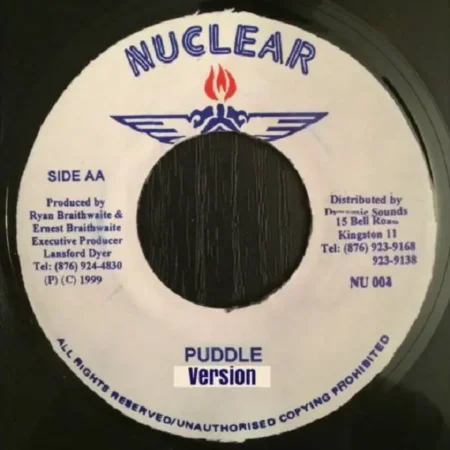 NUCLEAR
SIDE AA
Produced by
Ryan Braithwaite &
Ernest Braithwaite
Executive Producer
Lansford Dyer
Tel: (876) 924-4830
(P) (C) 1999
Distributed by
Dynamic Sounds
15 Bell Road
Kingston 11
Tel: (876) 923-9168
923-9138
NU 004
PUDDLE
Version
ALL RIGHTS RESERVED/UNAUTHORISED COPYING PROHIBITED